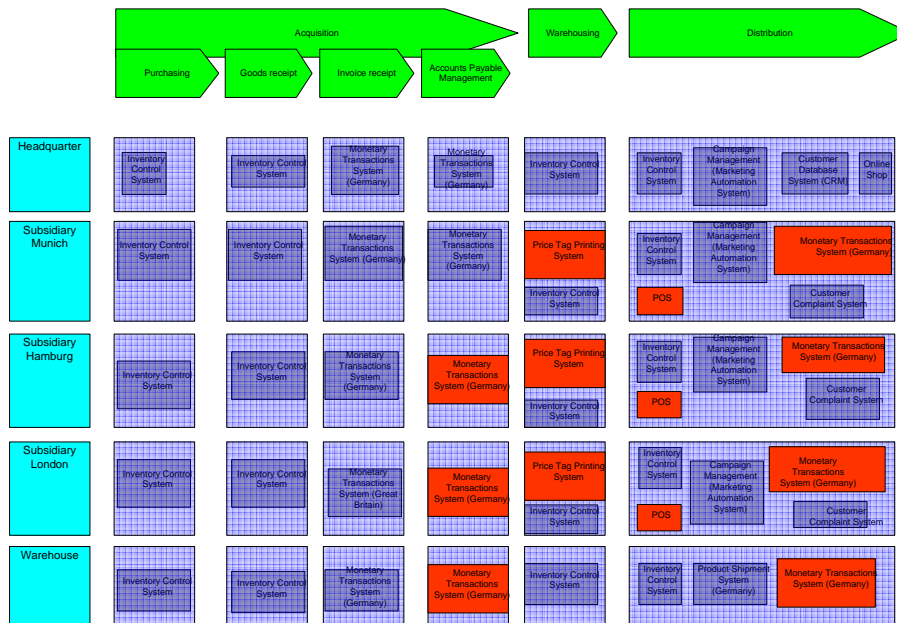 Acquisition
Warehousing
Distribution
Purchasing
Goods receipt
Invoice receipt
Accounts Payable
Management
Headquarter
Inventory
Control
System
Inventory Control
System
Monetary
Transactions
System
(Germany)
Monetary
Transactions
System
(Germany)
Inventory Control
System
Inventory
Control
System
Campaign
Management
(Marketing
Automation
System)
Customer
Database
System (CRM)
Online
Shop
Subsidiary
Munich
Inventory Control
System
Inventory Control
System
Monetary
Transactions
System (Germany)
Monetary
Transactions
System
(Germany)
Price Tag Printing
System
Inventory Control
System
Inventory
Control
System
Campaign
Management
(Marketing
Automation
System)
Monetary Transactions
System (Germany)
POS
Customer
Complaint System
Subsidiary
Hamburg
Inventory Control
System
Inventory Control
System
Monetary
Transactions
System
(Germany)
Monetary
Transactions
System (Germany)
Price Tag Printing
System
Inventory Control
System
Inventory
Control
System
Campaign
Management
(Marketing
Automation
System)
Monetary Transactions
System (Germany)
POS
Customer
Complaint System
Subsidiary
London
Inventory Control
System
Inventory Control
System
Monetary
Transactions
System (Great
Britain)
Monetary
Transactions
System (Germany)
Price Tag Printing
System
Inventory Control
System
Inventory
Control
System
Campaign
Management
(Marketing
Automation
System)
Monetary
Transactions
System (Germany)
POS
Customer
Complaint System
Warehouse
Inventory Control
System
Inventory Control
System
Monetary
Transactions
System
(Germany)
Monetary
Transactions
System (Germany)
Inventory Control
System
Inventory
Control
System
Product Shipment
System
(Germany)
Monetary Transactions
System (Germany)